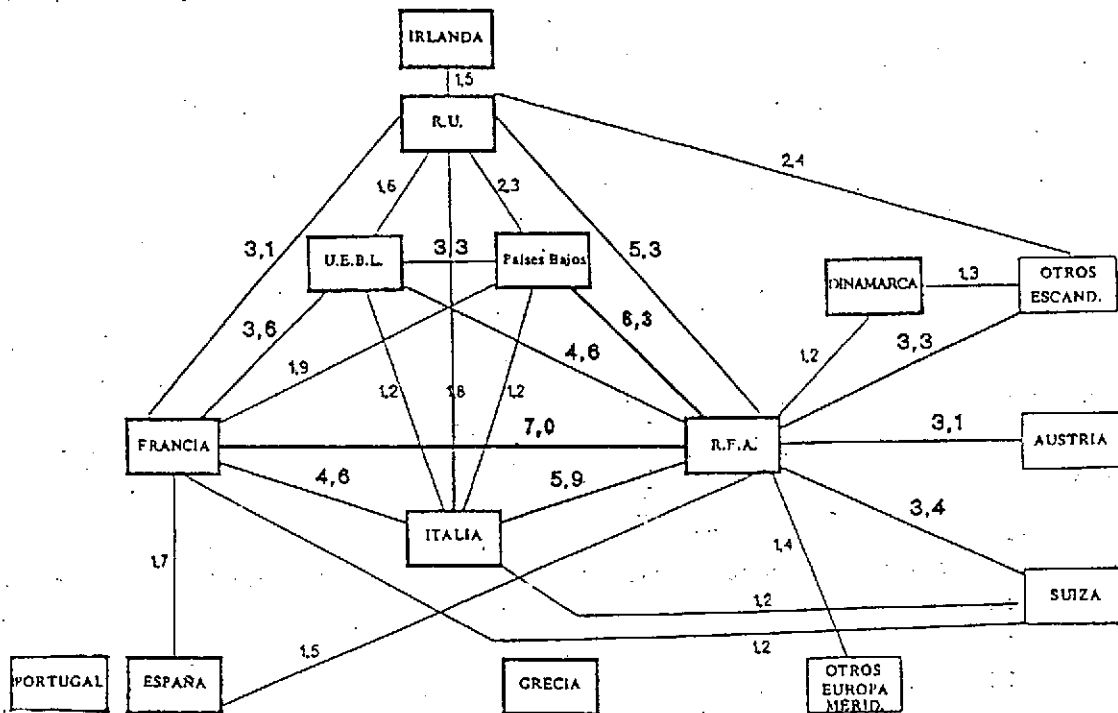 IRLANDA
1,5
R.U.
2,4
1,6
2,3
3,1
U.E.B.L.
3,3
Países Bajos
5,3
DINAMARCA
1,3
OTROS
ESCAND.
3,6
1,9
1,2
1,8
1,2
4,6
6,3
1,2
3,3
FRANCIA
7,0
R.F.A.
3,1
AUSTRIA
4,6
5,9
ITALIA
3,4
1,7
1,4
1,2
SUIZA
1,5
1,2
PORTUGAL
ESPAÑA
GRECIA
OTROS
EUROPA
MERID.